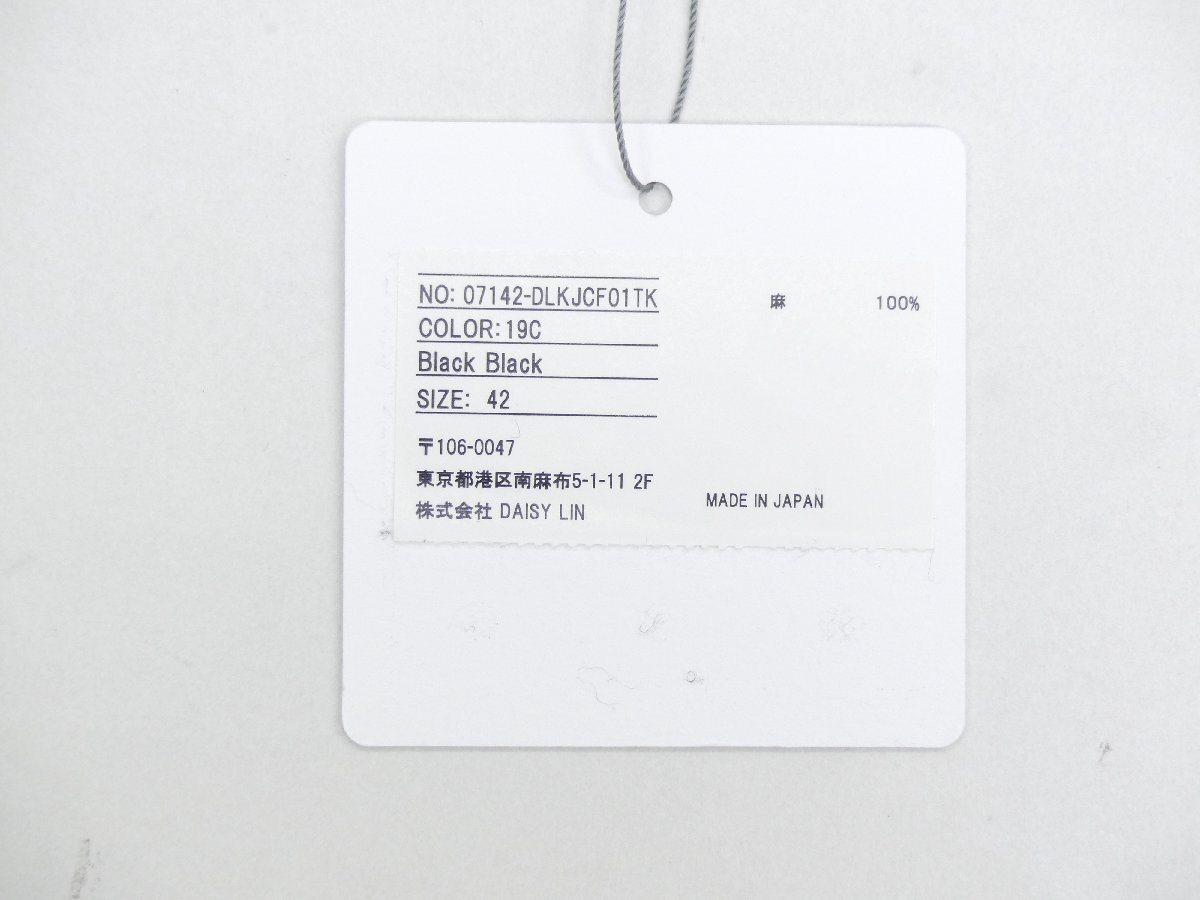 NO: 07142-DLKJCF01TK
COLOR:19C
Black Black
SIZE: 42
麻 100%
〒106-0047
東京都港区南麻布5-1-11 2F
株式会社 DAISY LIN
MADE IN JAPAN